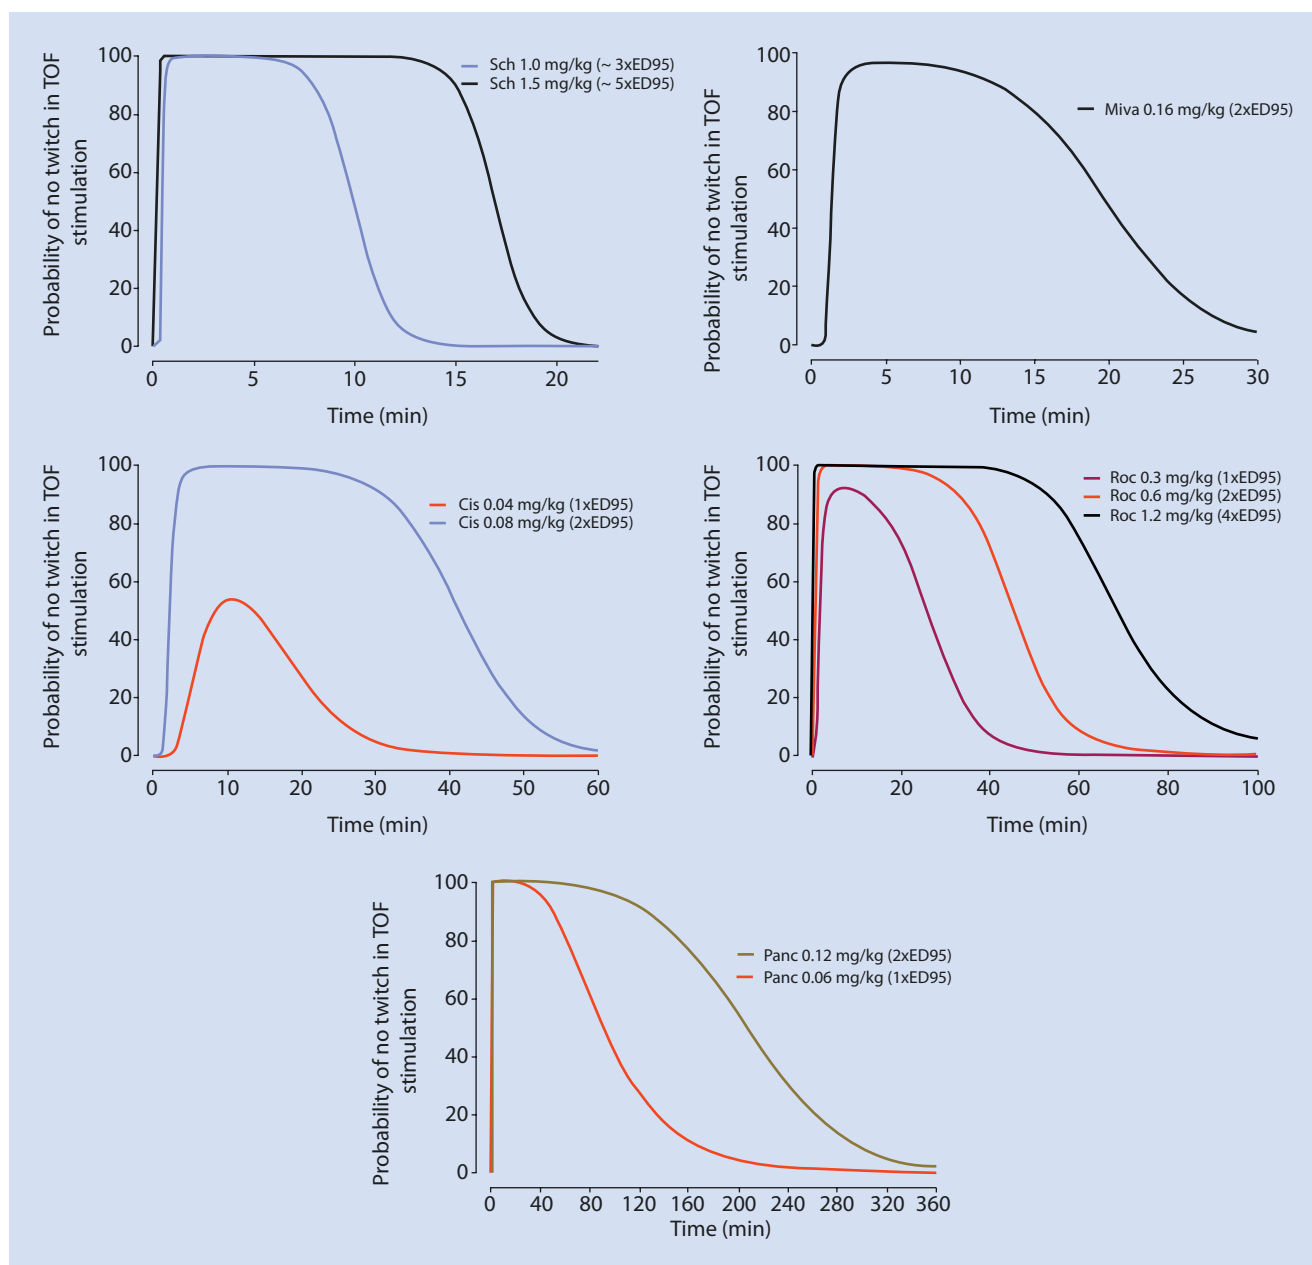 Probability of no twitch in TOF
stimulation
100
80
60
40
20
0
0 5 10 15 20
Time (min)
Sch 1.0 mg/kg (~ 3xED95)
Sch 1.5 mg/kg (~ 5xED95)
Probability of no twitch in TOF
stimulation
100
80
60
40
20
0
0 5 10 15 20 25 30
Time (min)
Miva 0.16 mg/kg (2xED95)
Probability of no twitch in TOF
stimulation
100
80
60
40
20
0
0 10 20 30 40 50 60
Time (min)
Cis 0.04 mg/kg (1xED95)
Cis 0.08 mg/kg (2xED95)
Probability of no twitch in TOF
stimulation
100
80
60
40
20
0
0 20 40 60 80 100
Time (min)
Roc 0.3 mg/kg (1xED95)
Roc 0.6 mg/kg (2xED95)
Roc 1.2 mg/kg (4xED95)
Probability of no twitch in TOF
stimulation
100
80
60
40
20
0
0 40 80 120 160 200 240 280 320 360
Time (min)
Panc 0.12 mg/kg (2xED95)
Panc 0.06 mg/kg (1xED95)